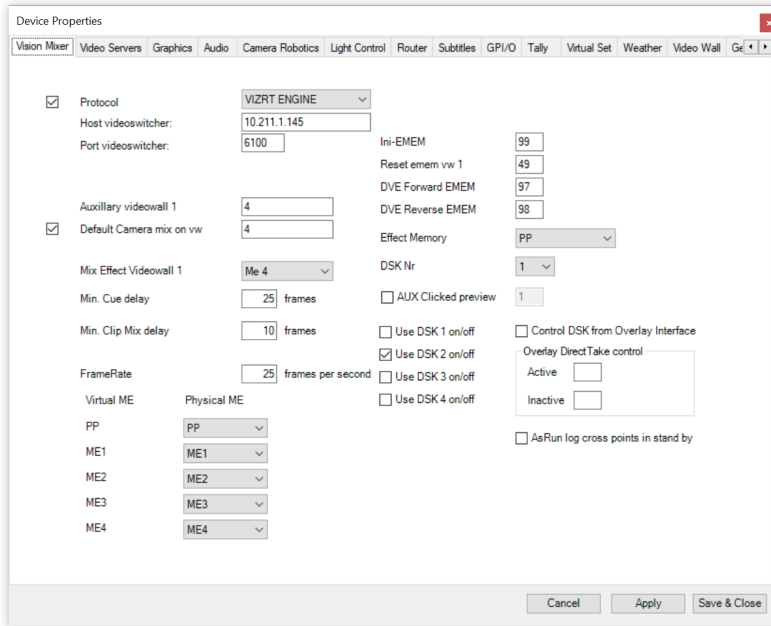 Device Properties
Vision Mixer Video Servers Graphics Audio Camera Robotics Light Control Router Subtitles GPI/O Tally Virtual Set Weather Video Wall Ge
Protocol VIZRT ENGINE
Host videoswitcher: 10.211.1.145
Port videoswitcher: 6100
Ini-EMEM 99
Reset emem vw 1 49
DVE Forward EMEM 97
Auxillary videowall 1 4
DVE Reverse EMEM 98
Default Camera mix on vw 4
Effect Memory PP
Mix Effect Videowall 1 Me 4
DSK Nr 1
Min. Cue delay 25 frames
AUX Clicked preview 1
Min. Clip Mix delay 10 frames
Use DSK 1 on/off
Control DSK from Overlay Interface
Use DSK 2 on/off
Overlay DirectTake control
FrameRate 25 frames per second
Use DSK 3 on/off
Active
Use DSK 4 on/off
Inactive
Virtual ME Physical ME
PP PP
AsRun log cross points in stand by
ME1 ME1
ME2 ME2
ME3 ME3
ME4 ME4
Cancel Apply Save & Close